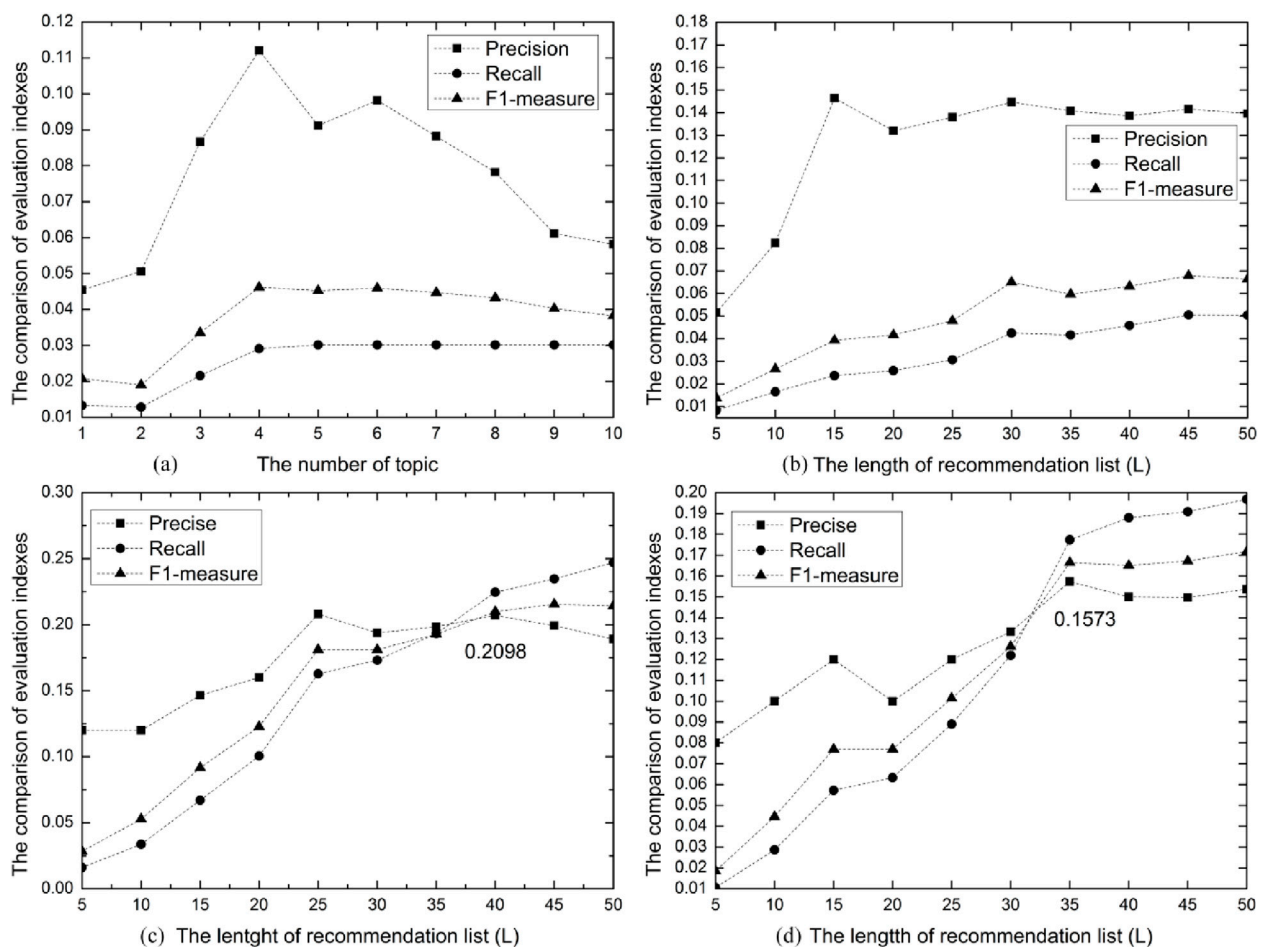 The comparison of evaluation indexes
0.12
0.11
0.10
0.09
0.08
0.07
0.06
0.05
0.04
0.03
0.02
0.01
Precision
Recall
F1-measure
1 2 3 4 5 6 7 8 9 10
(a) The number of topic
The comparison of evaluation indexes
0.18
0.17
0.16
0.15
0.14
0.13
0.12
0.11
0.10
0.09
0.08
0.07
0.06
0.05
0.04
0.03
0.02
0.01
Precision
Recall
F1-measure
5 10 15 20 25 30 35 40 45 50
(b) The length of recommendation list (L)
The comparison of evaluation indexes
0.30
0.25
0.20
0.15
0.10
0.05
0.00
Precise
Recall
F1-measure
0.2098
5 10 15 20 25 30 35 40 45 50
(c) The lentght of recommendation list (L)
The comparison of evaluation indexes
0.20
0.19
0.18
0.17
0.16
0.15
0.14
0.13
0.12
0.11
0.10
0.09
0.08
0.07
0.06
0.05
0.04
0.03
0.02
0.01
Precise
Recall
F1-measure
0.1573
5 10 15 20 25 30 35 40 45 50
(d) The lengtth of recommendation list (L)